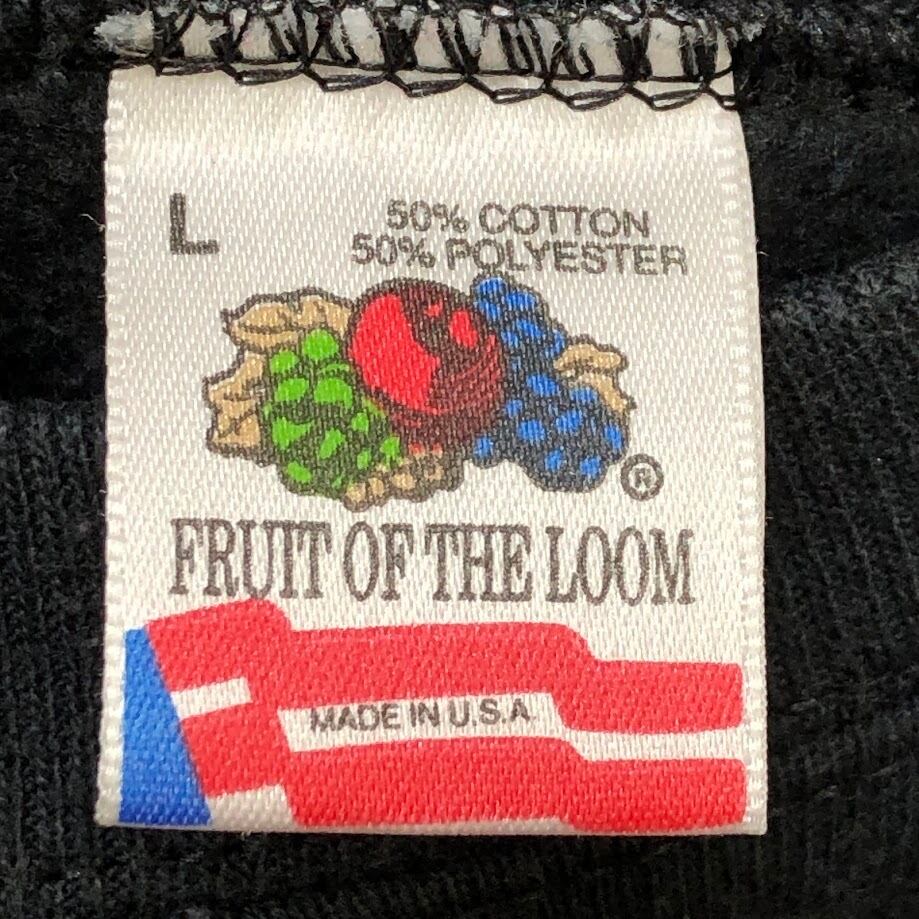 L
50% COTTON
50% POLYESTER
®
FRUIT OF THE LOOM
MADE IN U.S.A.